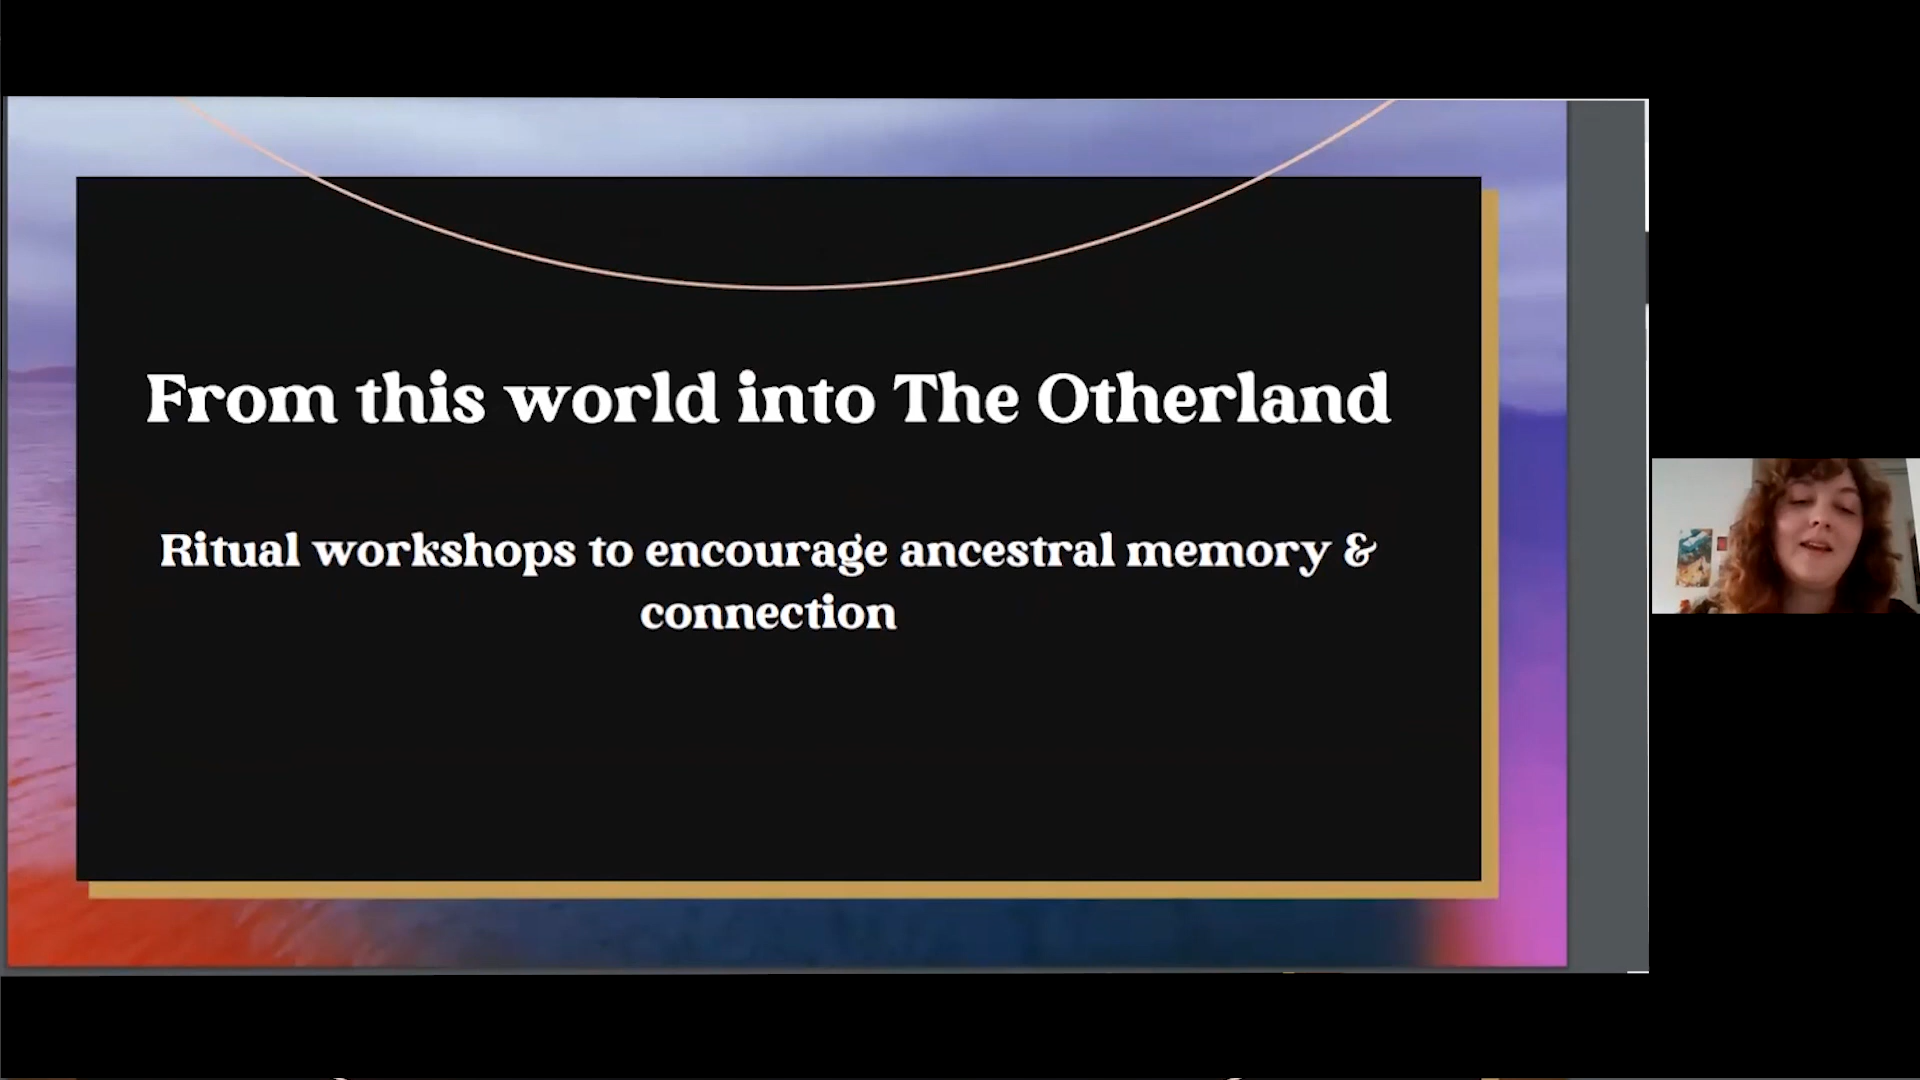 From this world into The Otherland
Ritual workshops to encourage ancestral memory &
connection